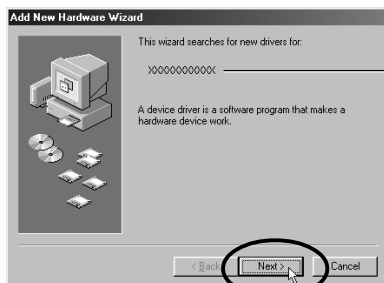 Add New Hardware Wizard
This wizard searches for new drivers for:
XXXXXXXXXXX
A device driver is a software program that makes a
hardware device work.
< Back
Next >
Cancel